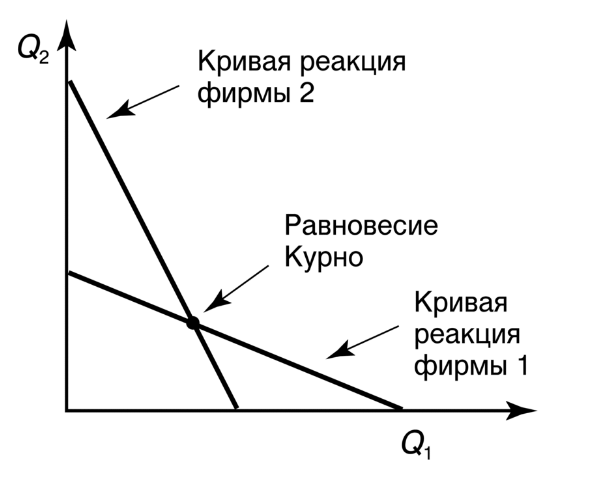 Q₂
Кривая реакция
фирмы 2
Равновесие
Курно
Кривая
реакция
фирмы 1
Q₁